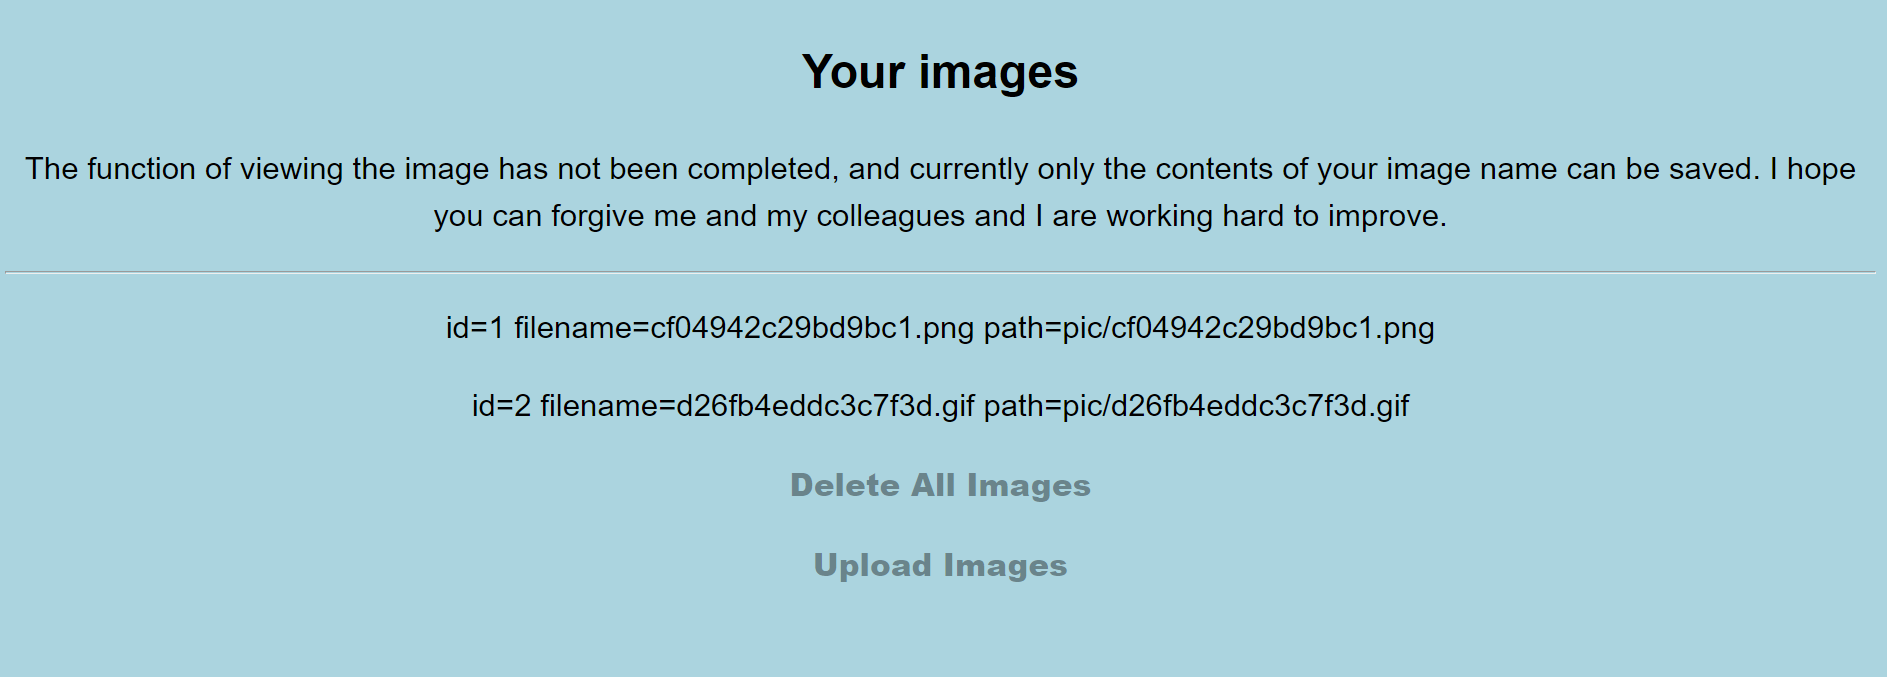 Your images
The function of viewing the image has not been completed, and currently only the contents of your image name can be saved. I hope
you can forgive me and my colleagues and I are working hard to improve.
id=1 filename=cf04942c29bd9bc1.png path=pic/cf04942c29bd9bc1.png
id=2 filename=d26fb4eddc3c7f3d.gif path=pic/d26fb4eddc3c7f3d.gif
Delete All Images
Upload Images